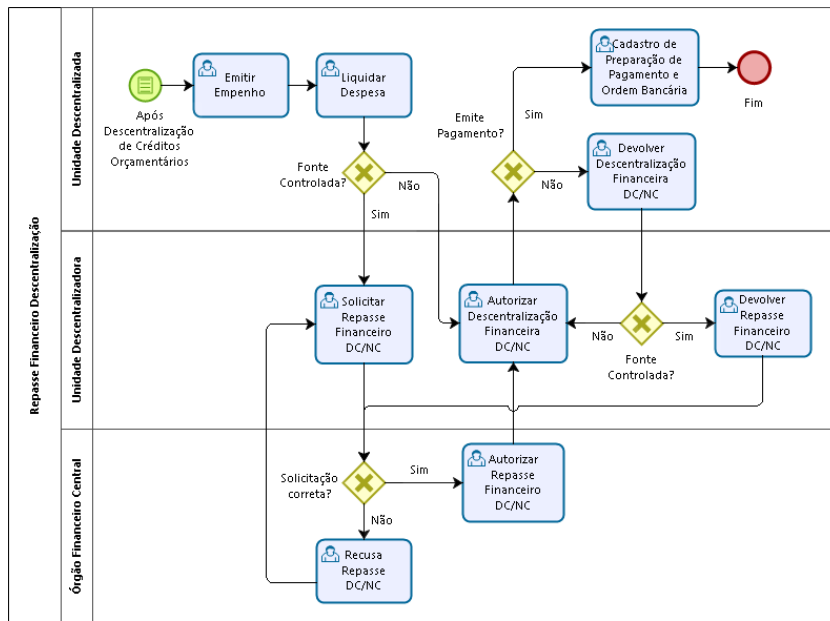 Repasse Financeiro Descentralização
Unidade Descentralizada
Após
Descentralização
de Créditos
Orçamentários
Emitir
Empenho
Liquidar
Despesa
Fonte
Controlada?
Não
Sim
Emite
Pagamento?
Sim
Não
Cadastro de
Preparação de
Pagamento e
Ordem Bancária
Fim
Devolver
Descentralização
Financeira
DC/NC
Unidade Descentralizadora
Solicitar
Repasse
Financeiro
DC/NC
Autorizar
Descentralização
Financeira
DC/NC
Não
Sim
Fonte
Controlada?
Devolver
Repasse
Financeiro
DC/NC
Órgão Financeiro Central
Solicitação
correta?
Sim
Não
Autorizar
Repasse
Financeiro
DC/NC
Recusa
Repasse
DC/NC